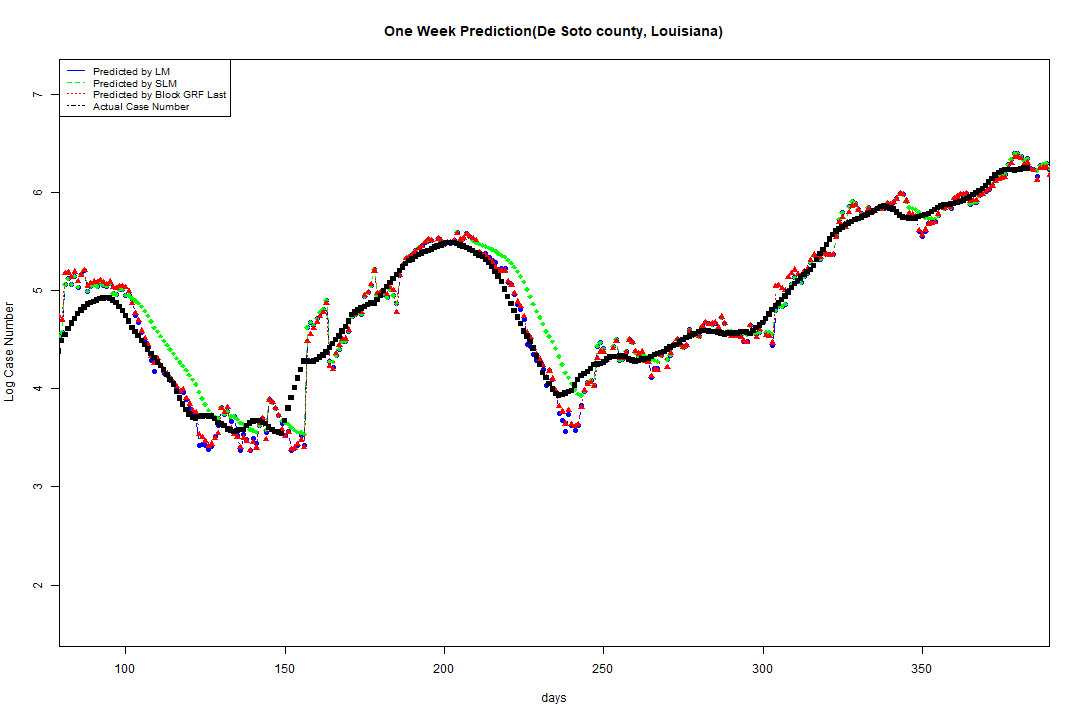 One Week Prediction(De Soto county, Louisiana)
Predicted by LM
Predicted by SLM
Predicted by Block GRF Last
Actual Case Number
7
6
5
4
3
2
Log Case Number
100 150 200 250 300 350
days